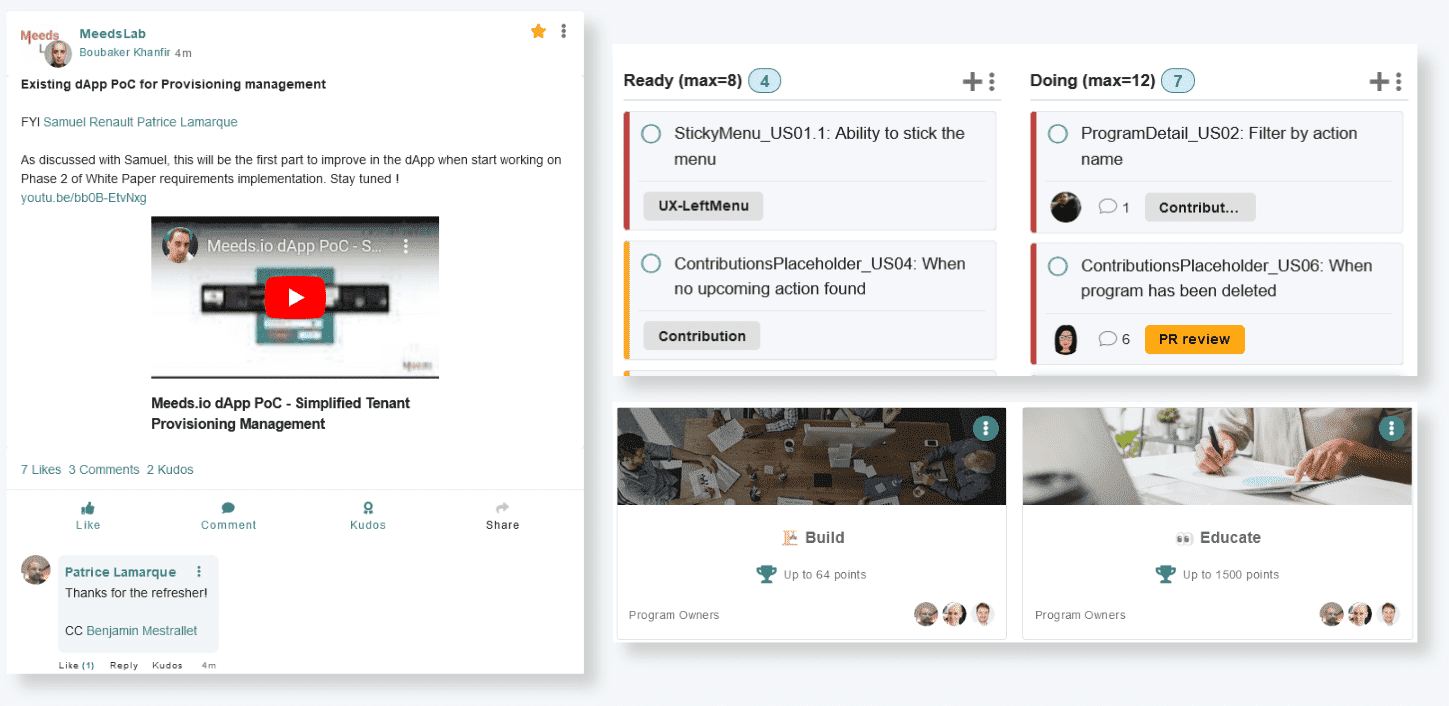 Meeds
L
MeedsLab
Boubaker Khanfir 4m
Existing dApp PoC for Provisioning management
FYI Samuel Renault Patrice Lamarque
As discussed with Samuel, this will be the first part to improve in the dApp when start working on
Phase 2 of White Paper requirements implementation. Stay tuned !
youtu.be/bb0B-EtvNxg
Meeds.io dApp PoC - S...
Meeds
Meeds.io dApp PoC - Simplified Tenant
Provisioning Management
7 Likes 3 Comments 2 Kudos
Like
Comment
Kudos
Share
Patrice Lamarque
Thanks for the refresher!
CC Benjamin Mestrallet
Like (1) Reply Kudos 4m
Ready (max=8) 4
StickyMenu_US01.1: Ability to stick the
menu
UX-LeftMenu
ContributionsPlaceholder_US04: When
no upcoming action found
Contribution
Doing (max=12) 7
ProgramDetail_US02: Filter by action
name
1
Contribut...
ContributionsPlaceholder_US06: When
program has been deleted
6
PR review
Build
Up to 64 points
Program Owners
Educate
Up to 1500 points
Program Owners